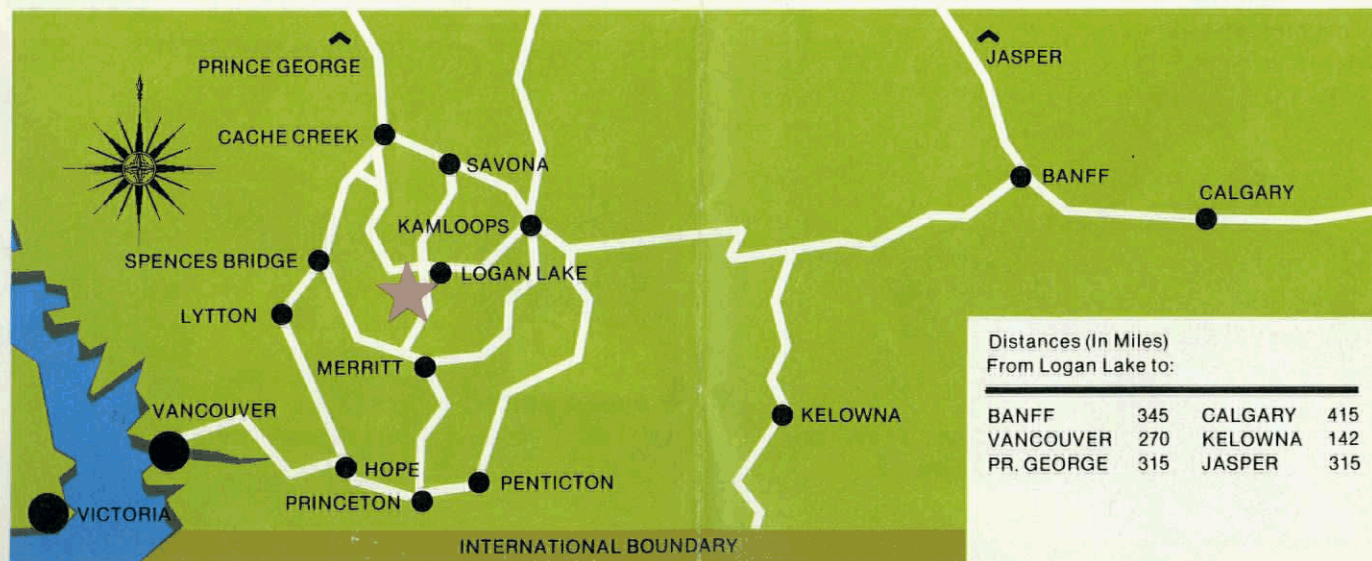 PRINCE GEORGE
JASPER
CACHE CREEK
SAVONA
BANFF
CALGARY
KAMLOOPS
SPENCES BRIDGE
LOGAN LAKE
LYTTON
MERRITT
VANCOUVER
KELOWNA
HOPE
PENTICTON
PRINCETON
VICTORIA
INTERNATIONAL BOUNDARY
Distances (In Miles)
From Logan Lake to:
BANFF 345 CALGARY 415
VANCOUVER 270 KELOWNA 142
PR. GEORGE 315 JASPER 315